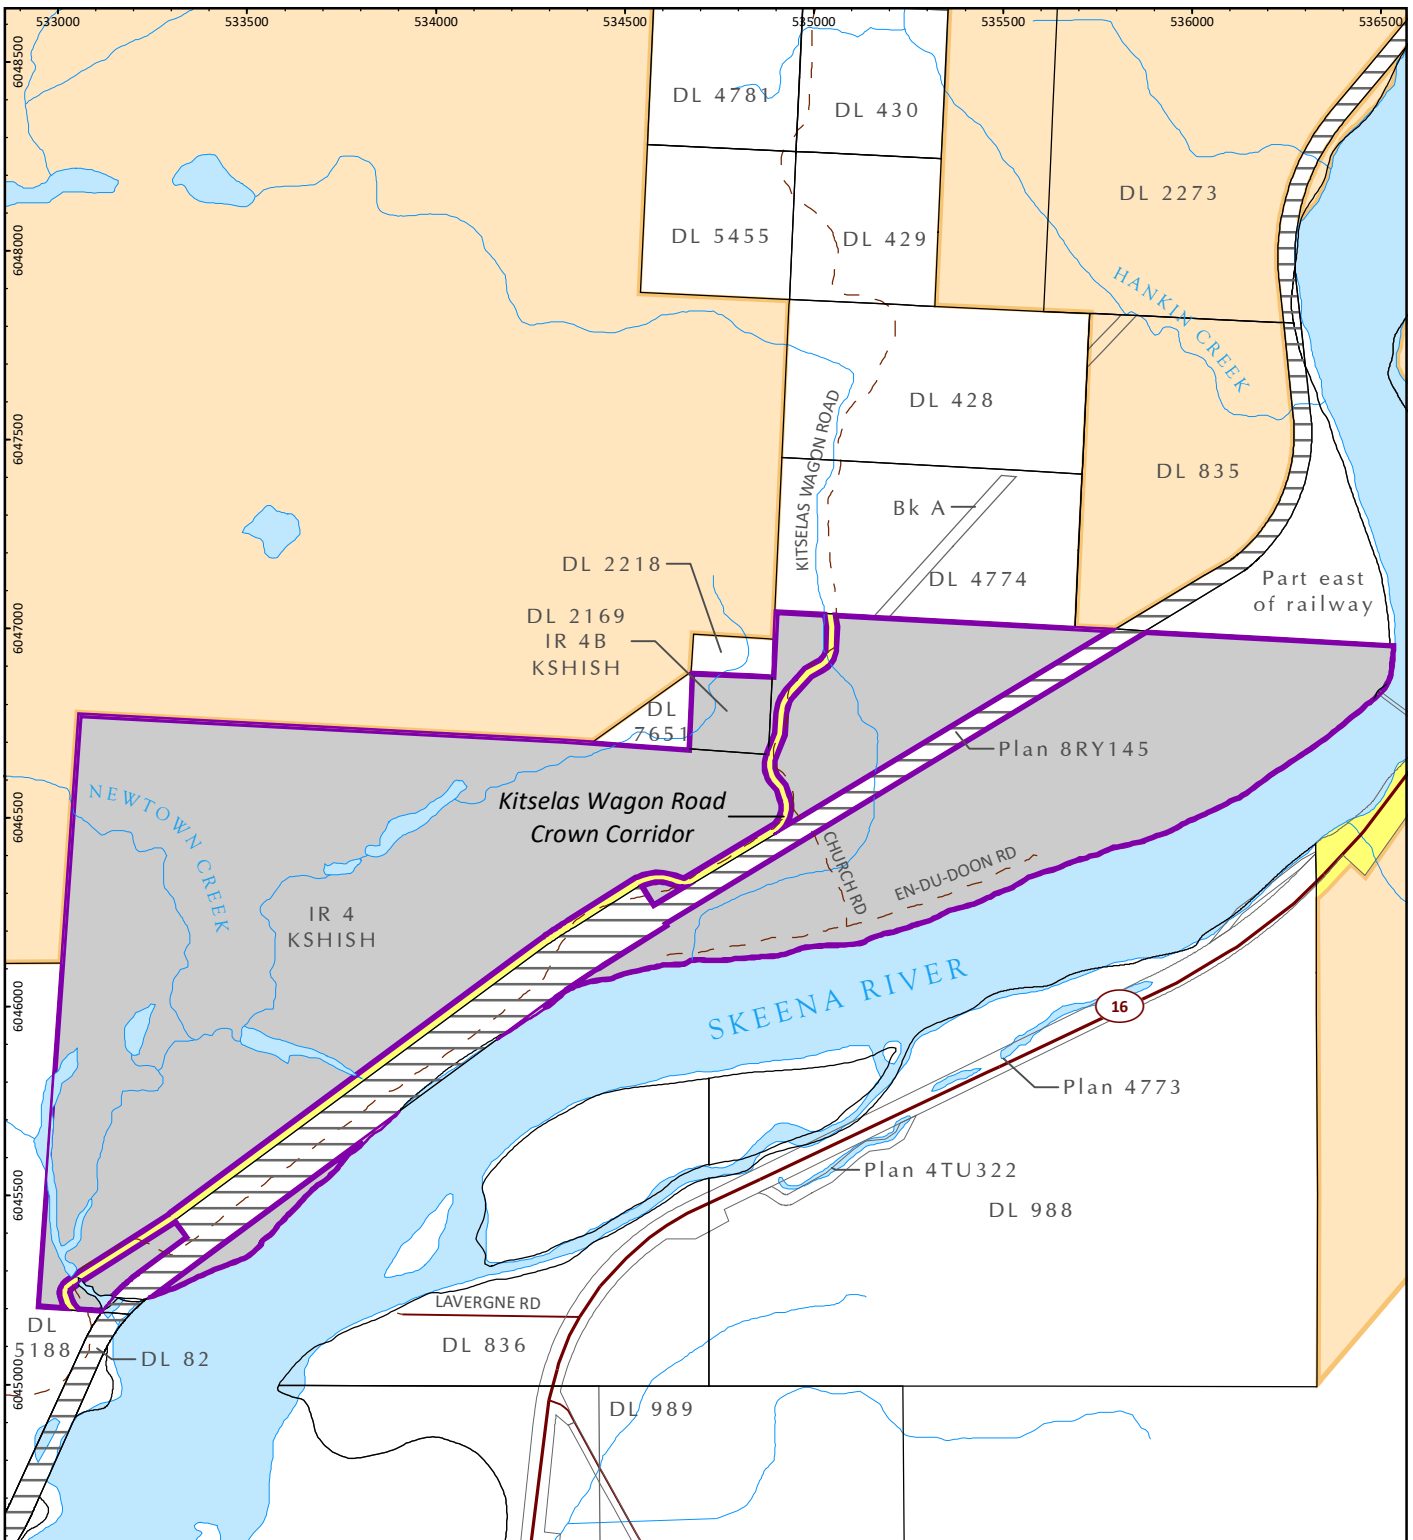 533000
533500
534000
534500
535000
535500
536000
536500
6048500
6048000
6047500
6047000
6046500
6046000
6045500
6045000
DL 4781
DL 430
DL 2273
DL 5455
DL 429
HANKIN CREEK
DL 428
KITSELAS WAGON ROAD
DL 835
Bk A
DL 2218
DL 4774
Part east
of railway
DL 2169
IR 4B
KSHISH
DL
7651
Plan 8RY145
NEWTOWN CREEK
Kitselas Wagon Road
Crown Corridor
CHURCH RD
EN-DU-DOON RD
IR 4
KSHISH
SKEENA RIVER
16
Plan 4773
Plan 4TU322
DL 988
LAVERGNE RD
DL
5188
DL 836
DL 82
DL 989